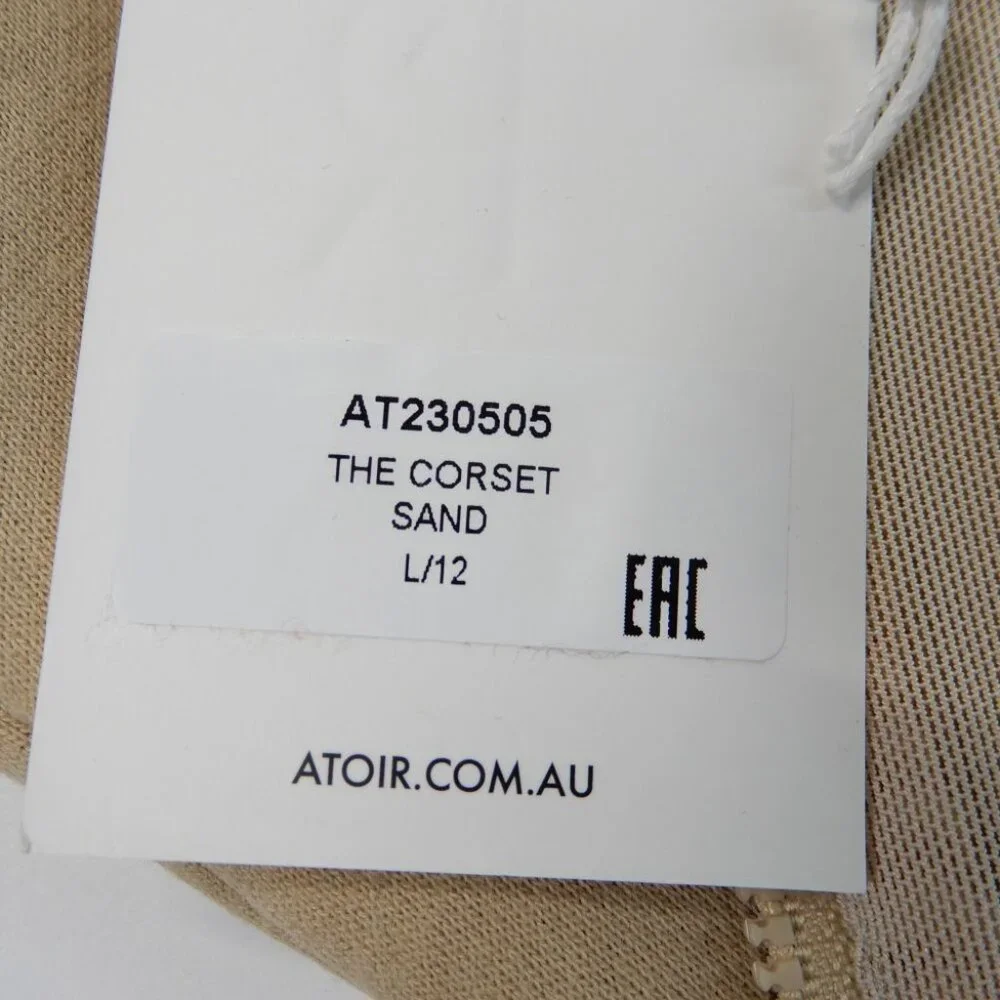 AT230505
THE CORSET
SAND
L/12
EAC
ATOIR.COM.AU